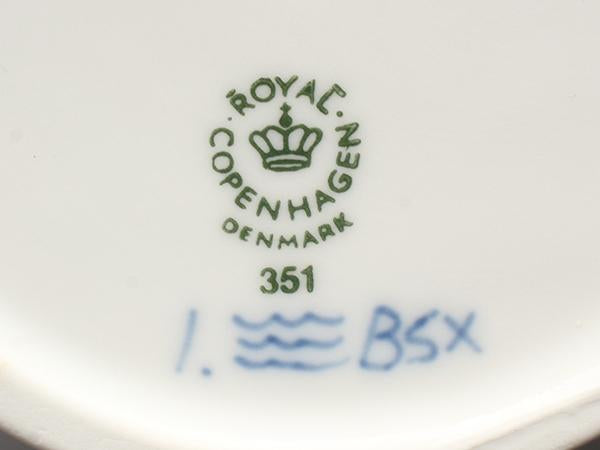 ROYAL
COPENHAGEN
DENMARK
351
1. BSX